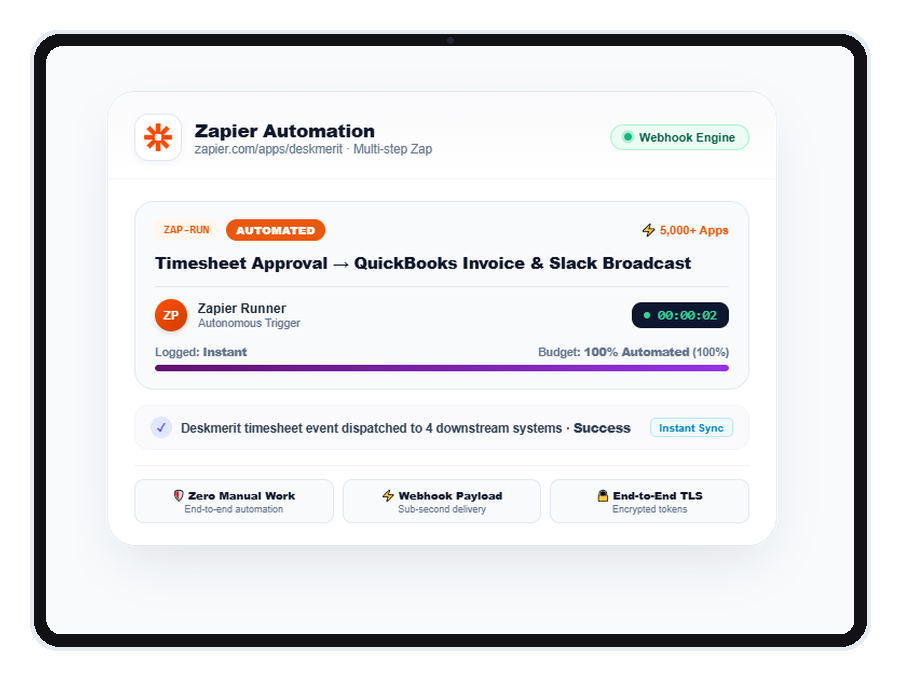 Zapier Automation
zapier.com/apps/deskmerit · Multi-step Zap
Webhook Engine
ZAP-RUN
AUTOMATED
⚡ 5,000+ Apps
Timesheet Approval → QuickBooks Invoice & Slack Broadcast
ZP
Zapier Runner
Autonomous Trigger
● 00:00:02
Logged: Instant
Budget: 100% Automated (100%)
✓ Deskmerit timesheet event dispatched to 4 downstream systems · Success
Instant Sync
Zero Manual Work
End-to-end automation
⚡ Webhook Payload
Sub-second delivery
🔒 End-to-End TLS
Encrypted tokens